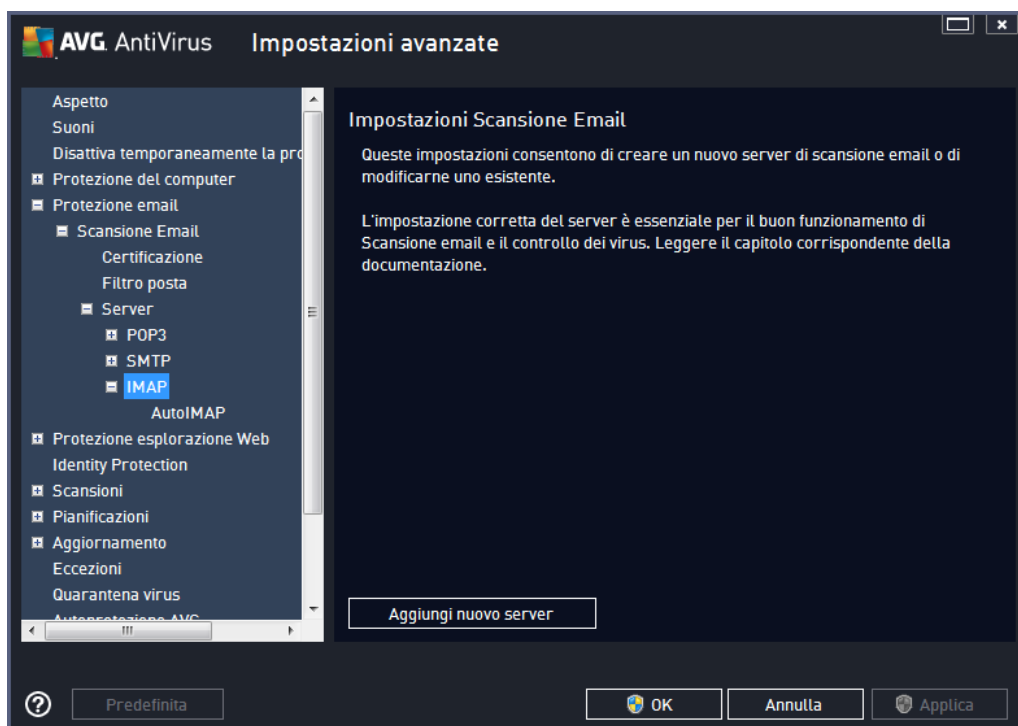 AVG. AntiVirus Impostazioni avanzate
Aspetto
Suoni
Disattiva temporaneamente la pro
Protezione del computer
Protezione email
Scansione Email
Certificazione
Filtro posta
Server
POP3
SMTP
IMAP
AutoIMAP
Protezione esplorazione Web
Identity Protection
Scansioni
Pianificazioni
Aggiornamento
Eccezioni
Quarantena virus
Autoprotezione AVG
Impostazioni Scansione Email
Queste impostazioni consentono di creare un nuovo server di scansione email o di
modificarne uno esistente.
L'impostazione corretta del server è essenziale per il buon funzionamento di
Scansione email e il controllo dei virus. Leggere il capitolo corrispondente della
documentazione.
Aggiungi nuovo server
Predefinita
OK
Annulla
Applica